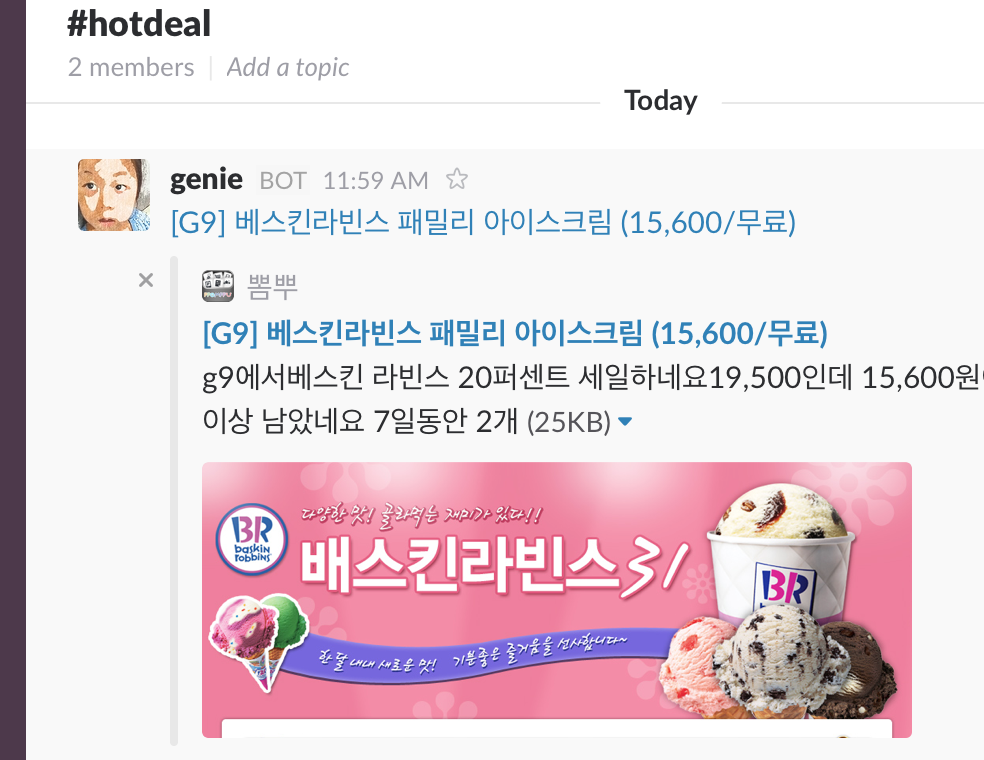 #hotdeal
2 members
Add a topic
Today
genie BOT 11:59 AM
[G9] 베스킨라빈스 패밀리 아이스크림 (15,600/무료)
뽐뿌
[G9] 베스킨라빈스 패밀리 아이스크림 (15,600/무료)
g9에서베스킨 라빈스 20퍼센트 세일하네요19,500인데 15,600원
이상 남았네요 7일동안 2개 (25KB)
다양한 맛! 골라먹는 재미가 있다!!
BR
baskin
robbins
배스킨라빈스31
BR
한 달 내내 새로운 맛! 기분좋은 즐거움을 선사합니다~